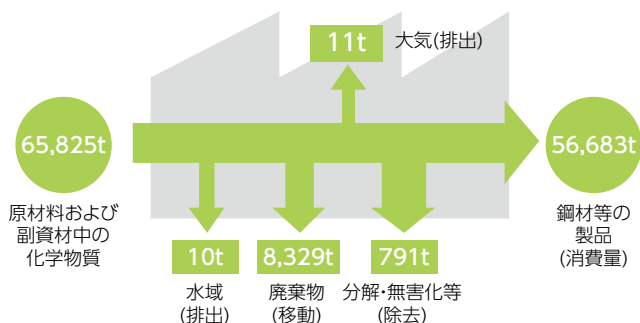 11t
大気(排出)
65,825t
原材料および
副資材中の
化学物質
56,683t
鋼材等の
製品
(消費量)
10t
水域
(排出)
8,329t
廃棄物
(移動)
791t
分解・無害化等
(除去)